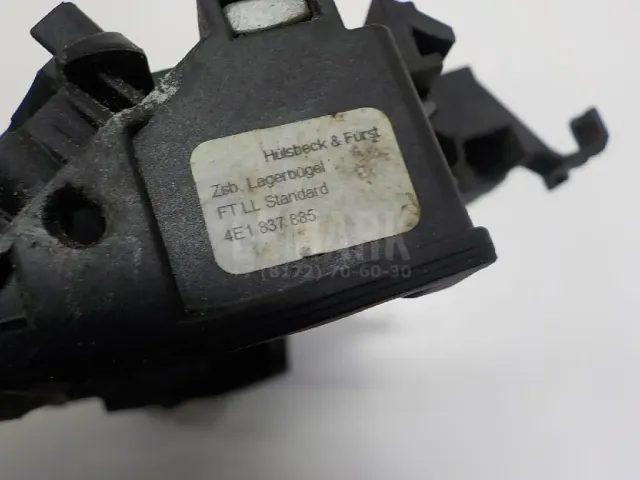 Hülsbeck & Fürst
Zsb. Lagerbügel
FT LL Standard
4E1 837 885
(8172) 70-60-30